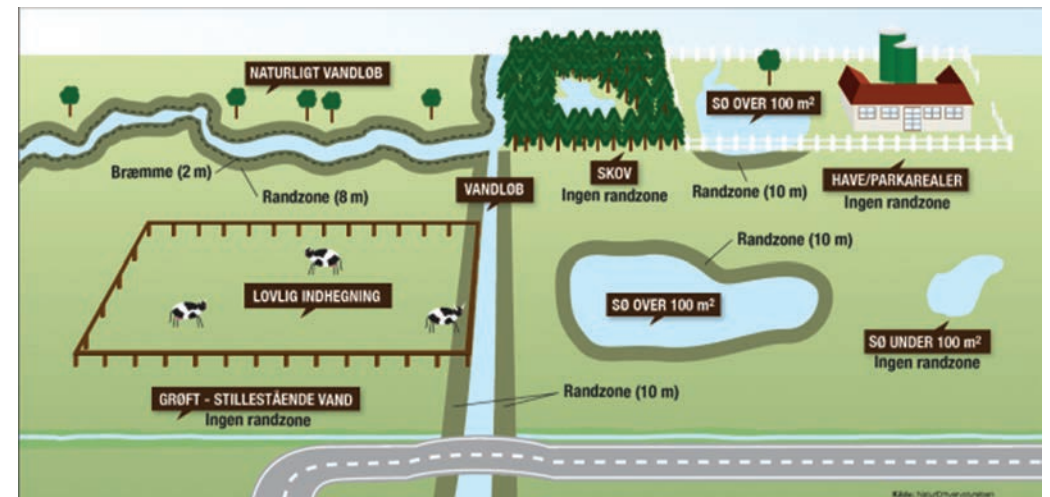 NATURLIGT VANDLØB
SØ OVER 100 m²
Bræmme (2 m)
Randzone (8 m)
VANDLØB
SKOV
Ingen randzone
Randzone (10 m)
HAVE/PARKAREALER
Ingen randzone
Randzone (10 m)
LOVLIG INDHEGNING
SØ OVER 100 m²
SØ UNDER 100 m²
Ingen randzone
GRØFT - STILLESTÅENDE VAND
Ingen randzone
Randzone (10 m)
Kilde: